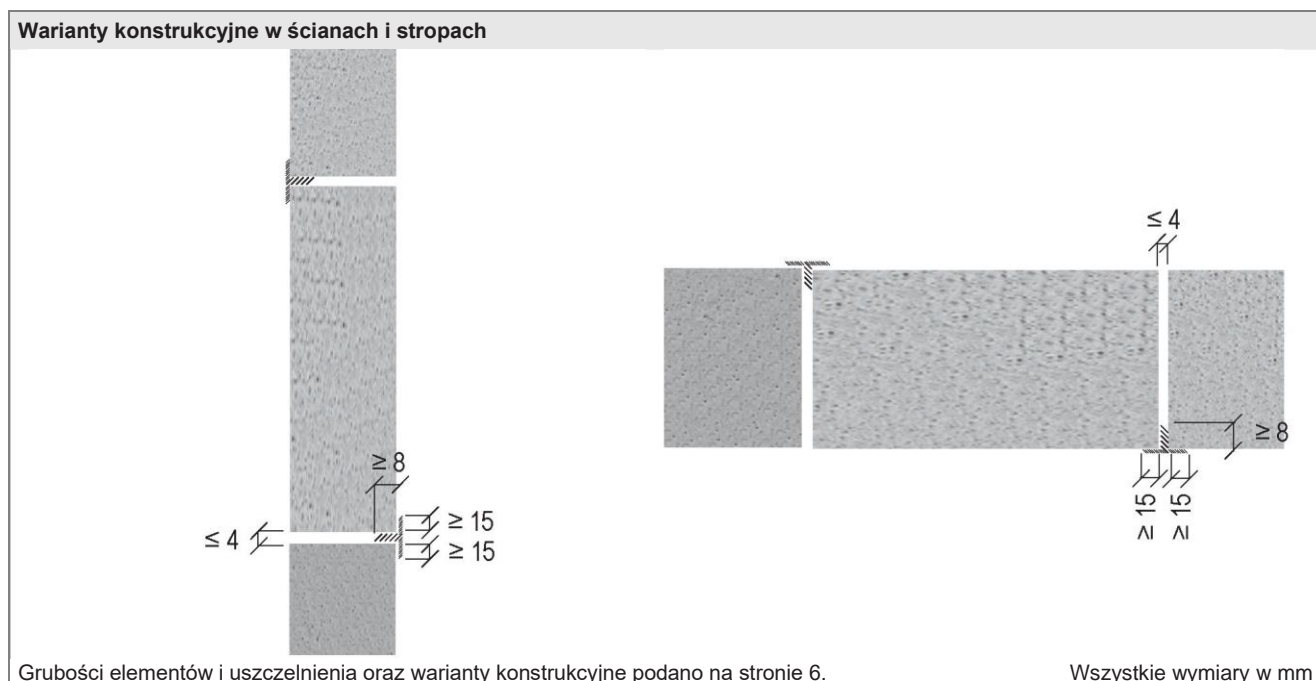 Warianty konstrukcyjne w ścianach i stropach
≤ 4
≥ 8
≥ 8
≥ 15
≤ 4
≥ 15
≥ 15
≥ 15
Grubości elementów i uszczelnienia oraz warianty konstrukcyjne podano na stronie 6.
Wszystkie wymiary w mm